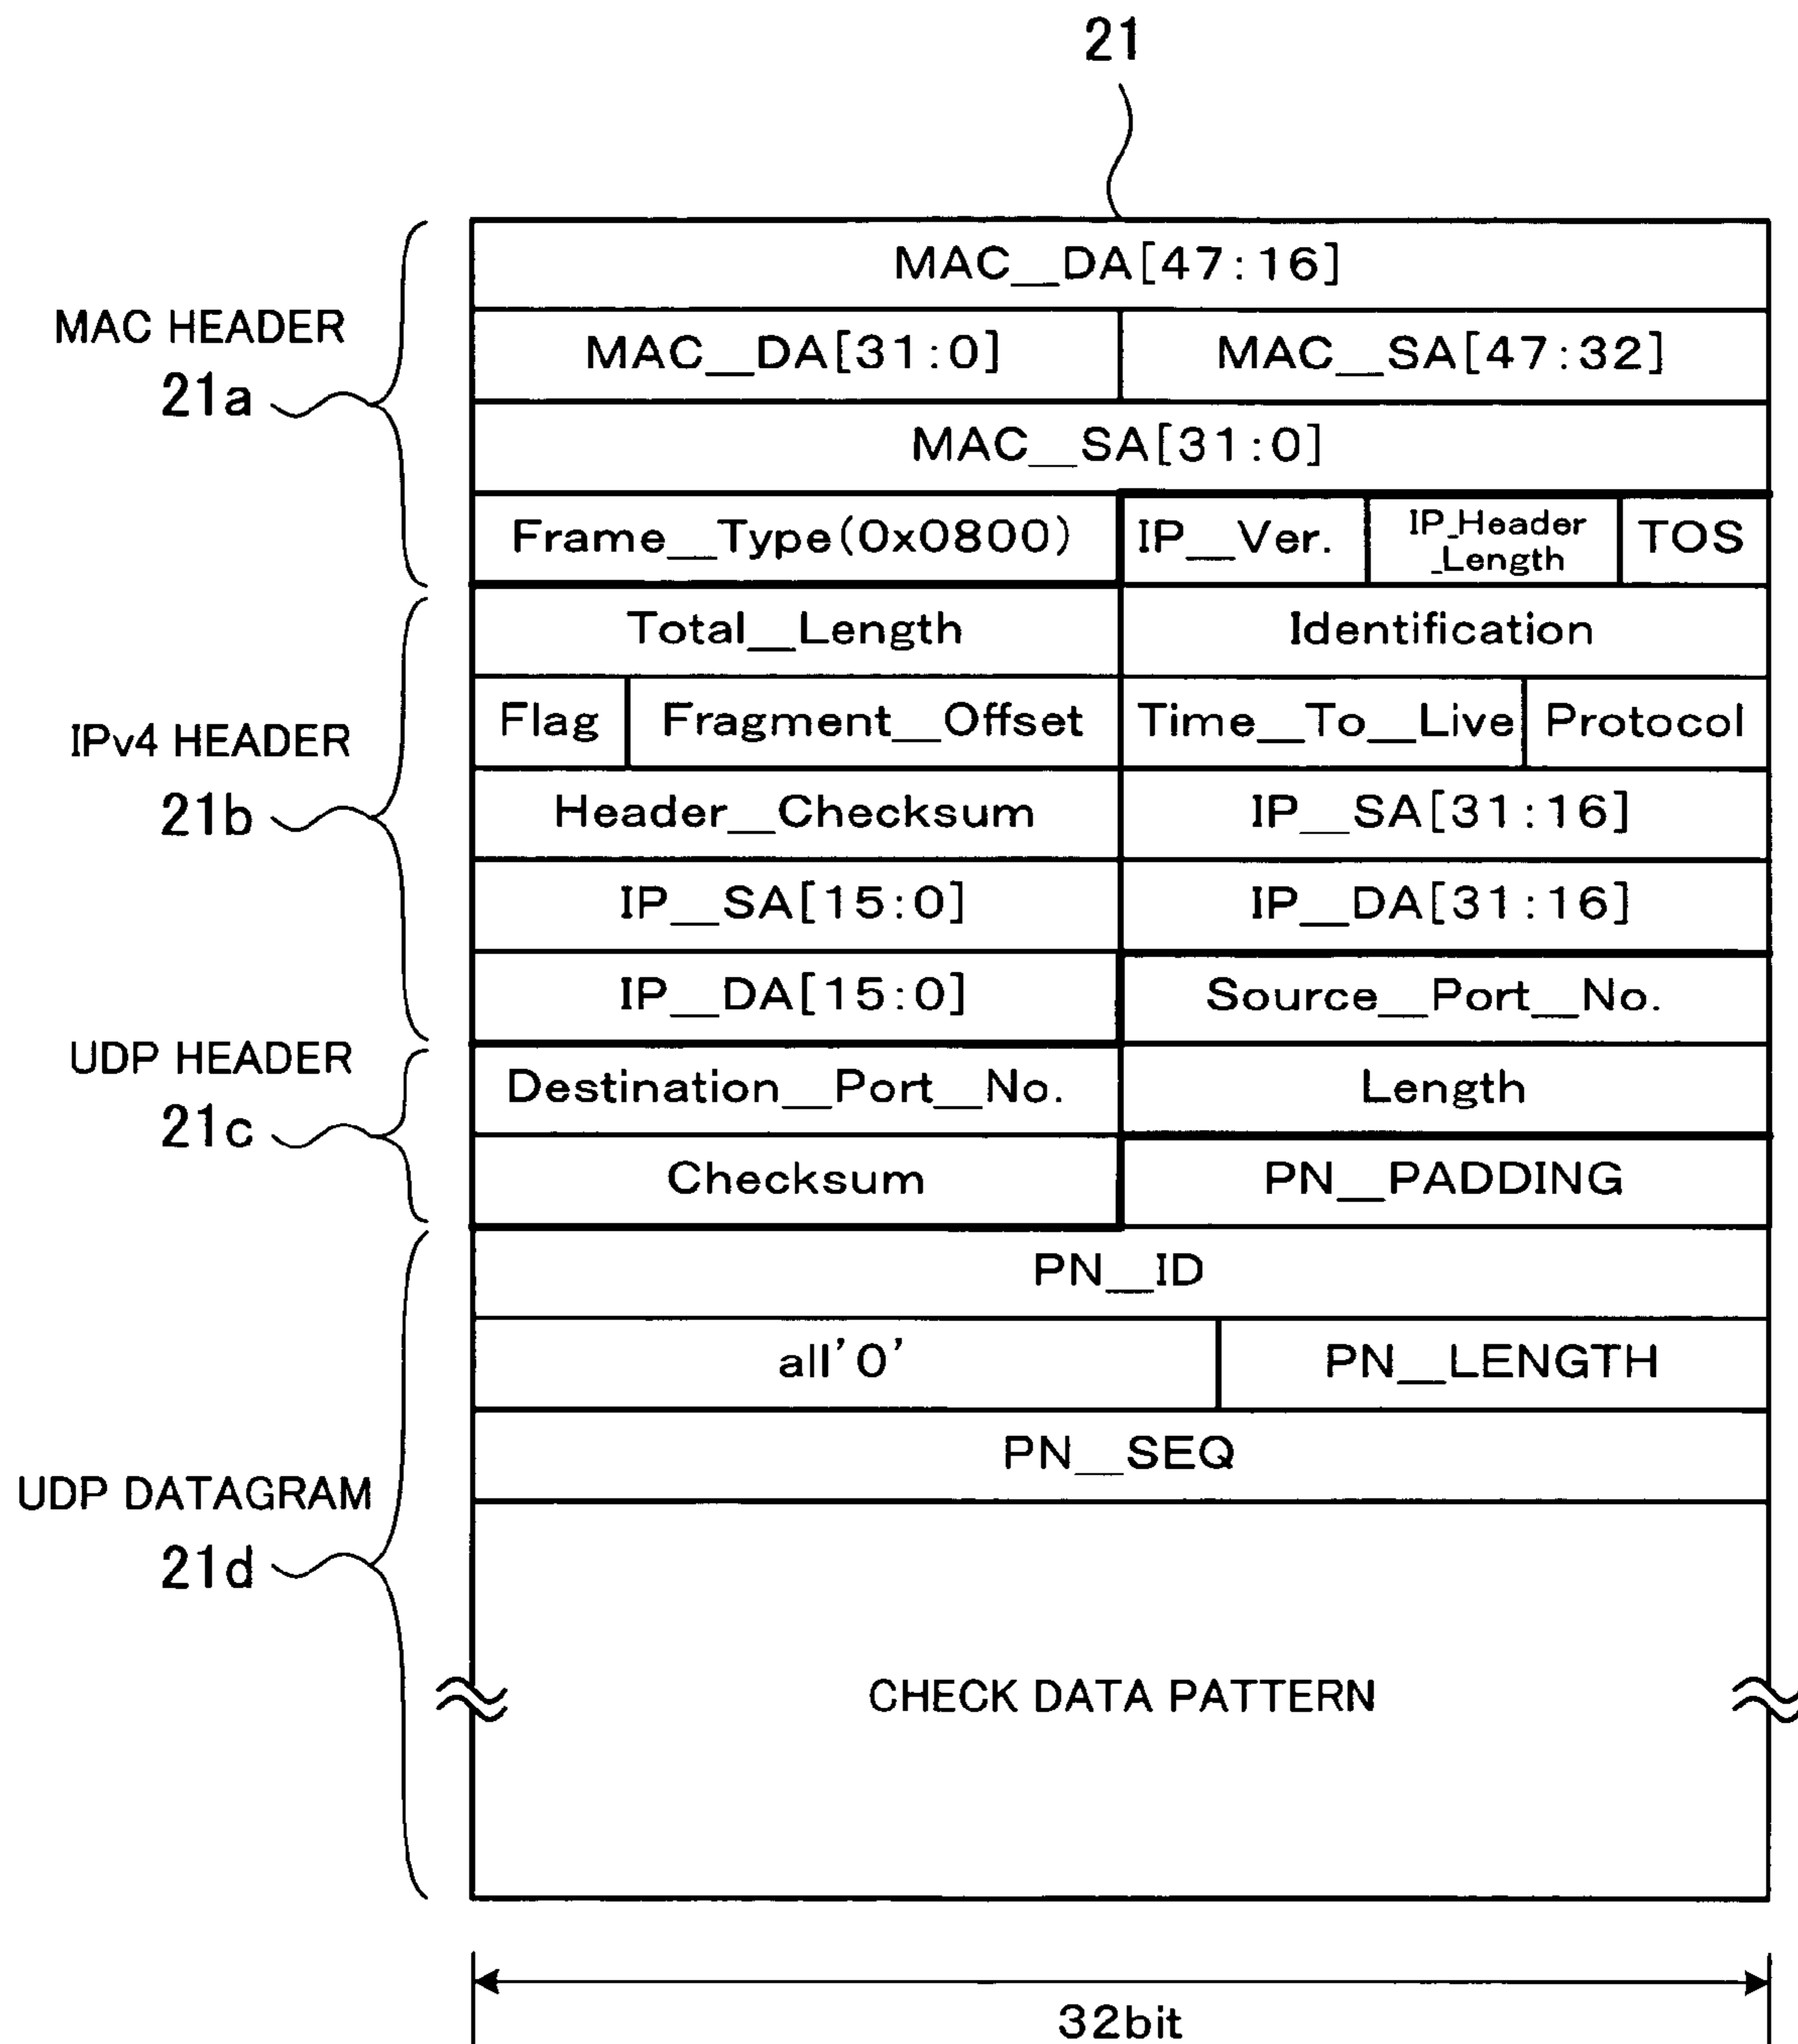 21
MAC__DA[47:16]
MAC HEADER
21a
MAC__DA[31:0]
MAC__SA[47:32]
MAC__SA[31:0]
Frame__Type(0x0800)
IP__Ver.
IP_Header
_Length
TOS
Total__Length
Identification
IPv4 HEADER
21b
Flag
Fragment__Offset
Time__To__Live
Protocol
Header__Checksum
IP__SA[31:16]
IP__SA[15:0]
IP__DA[31:16]
IP__DA[15:0]
Source__Port__No.
UDP HEADER
21c
Destination__Port__No.
Length
Checksum
PN__PADDING
PN__ID
all’0’
PN__LENGTH
PN__SEQ
UDP DATAGRAM
21d
CHECK DATA PATTERN
32bit